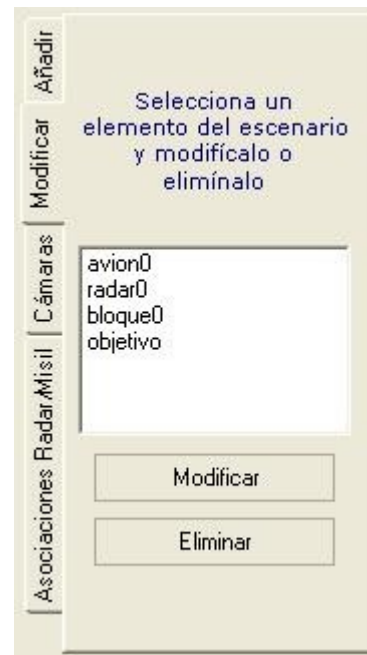 Añadir
Modificar
Cámaras
Asociaciones Radar/Misil
Selecciona un
elemento del escenario
y modifícalo o
elimínalo
avion0
radar0
bloque0
objetivo
Modificar
Eliminar